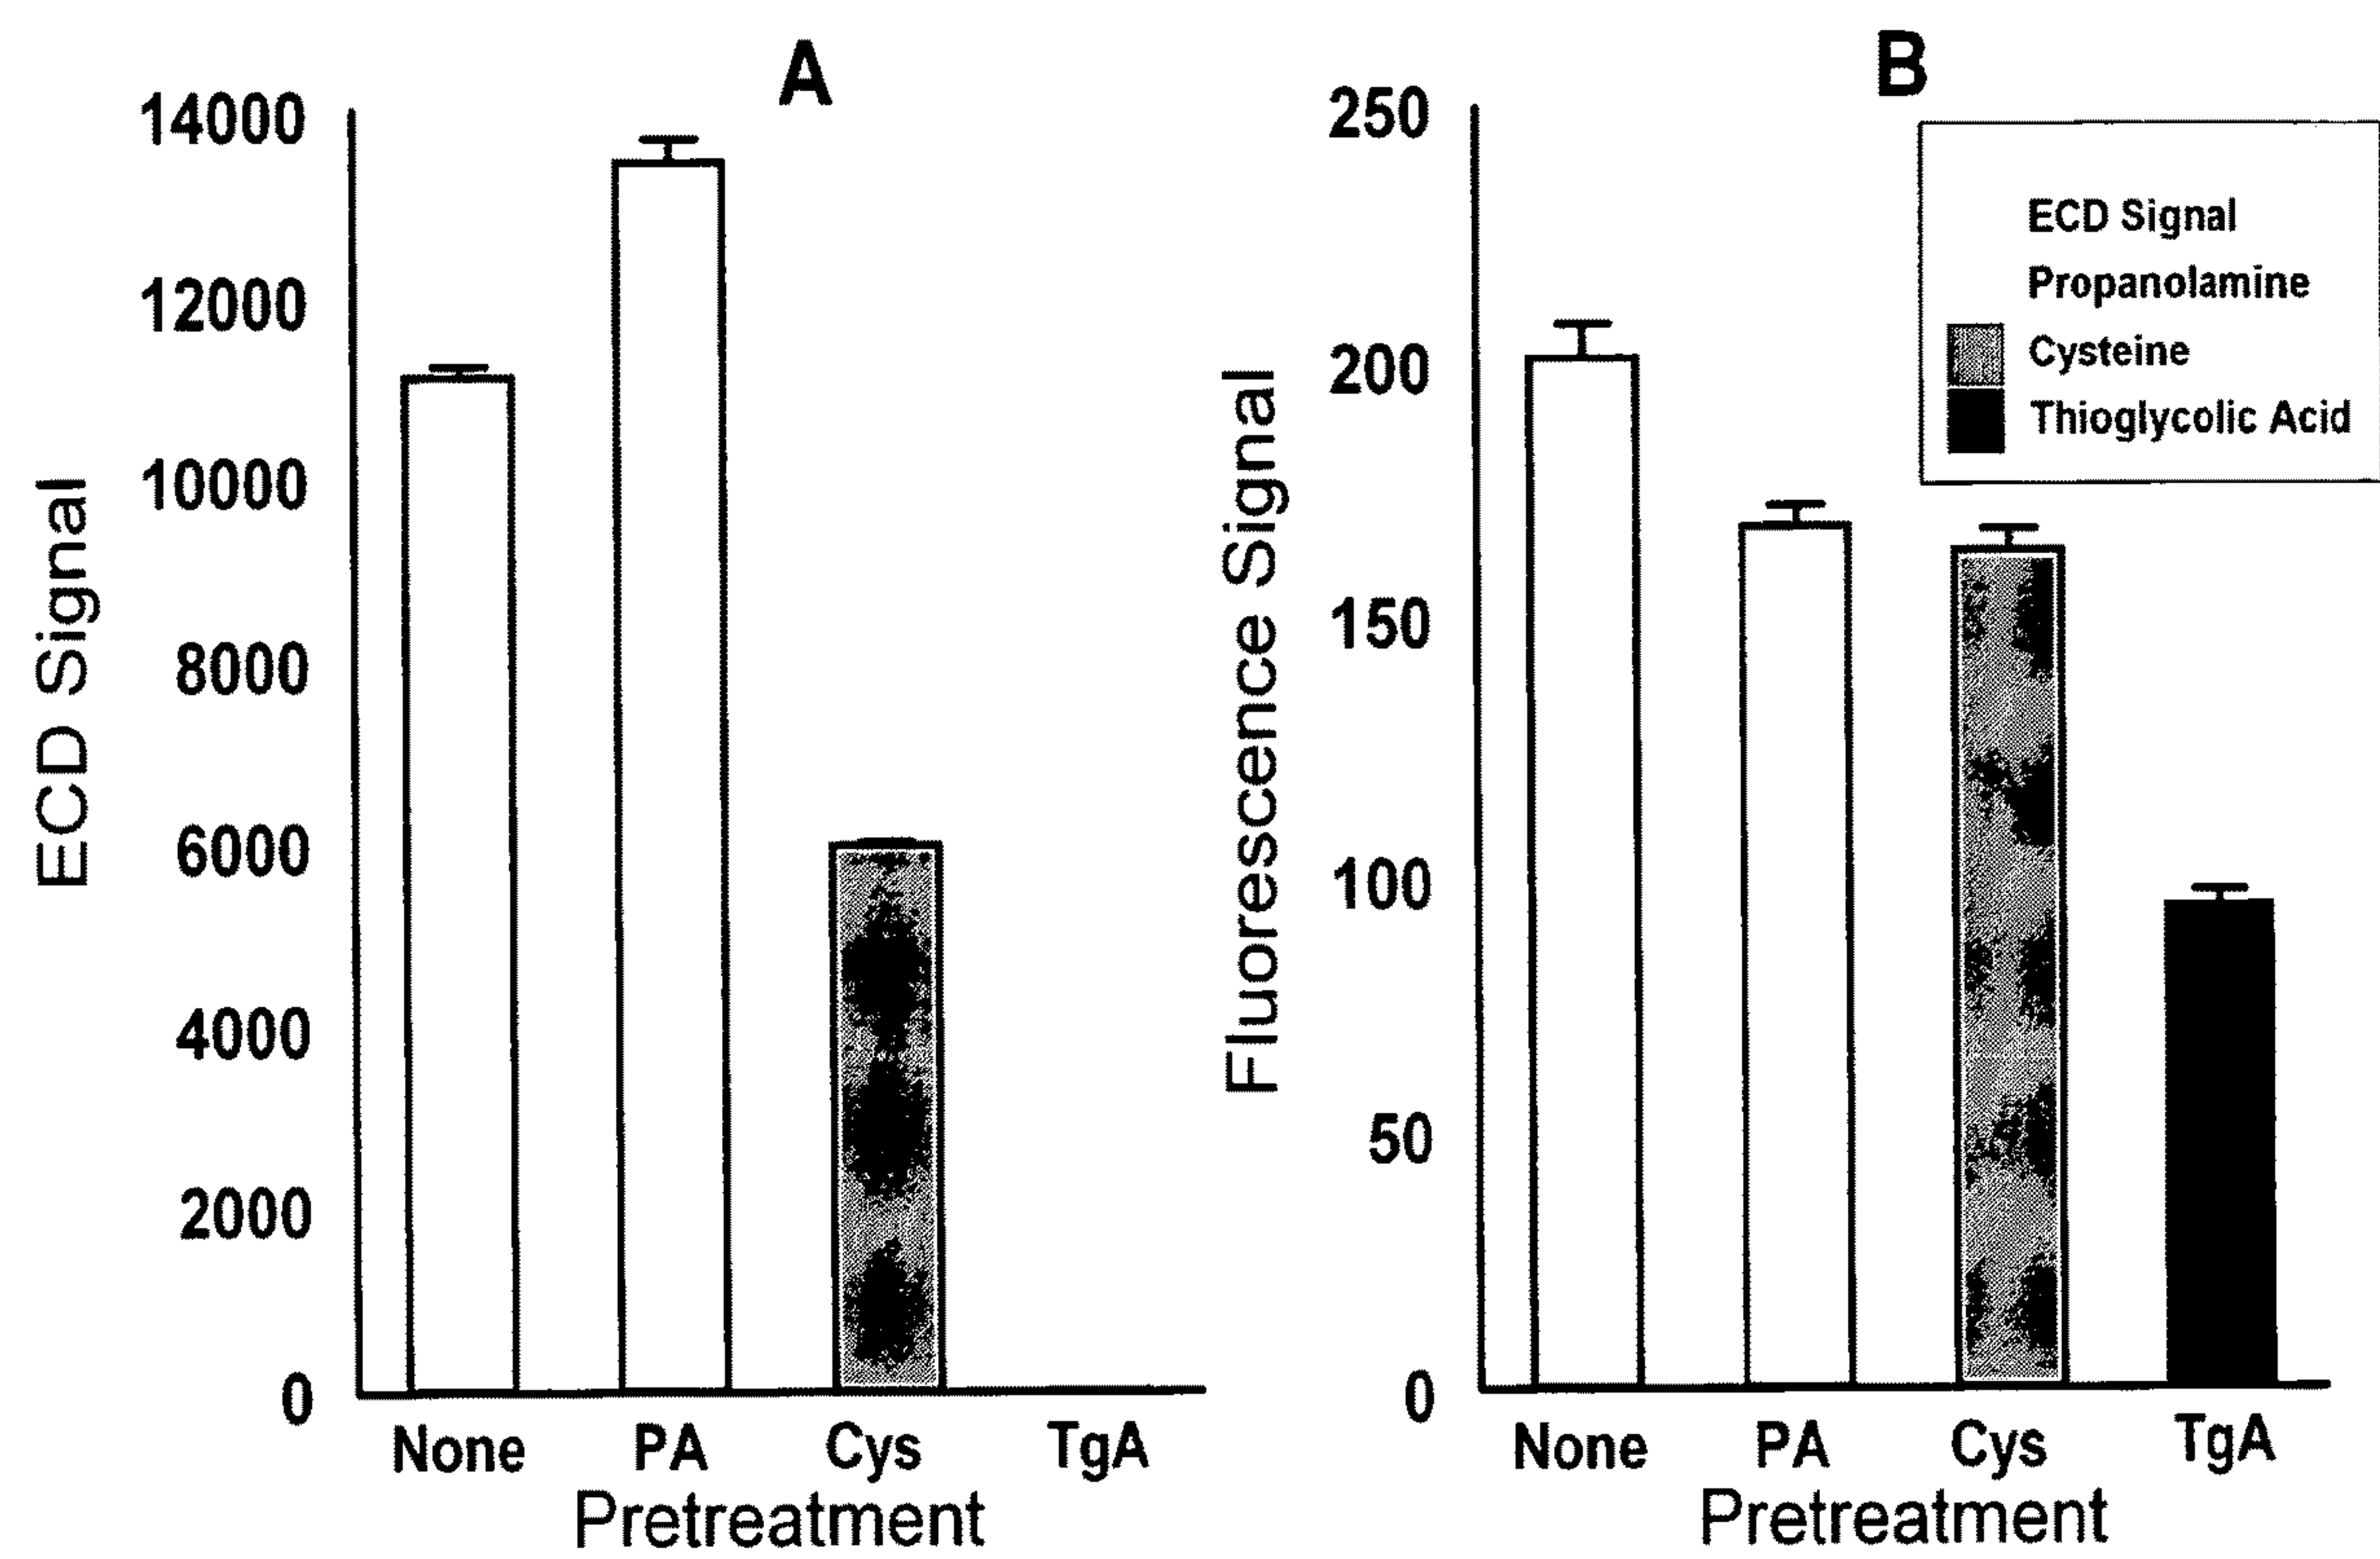 A
14000
12000
10000
8000
6000
4000
2000
0
ECD Signal
None PA Cys TgA
Pretreatment
B
250
200
150
100
50
0
Fluorescence Signal
ECD Signal
Propanolamine
Cysteine
Thioglycolic Acid
None PA Cys TgA
Pretreatment